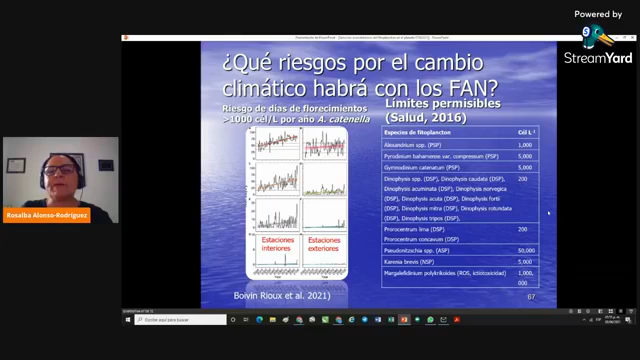 Powered by
StreamYard
¿Qué riesgos por el cambio
climático habrá con los FAN?
Riesgo de días de florecimientos
>1000 cél/L por año A. catenella
Límites permisibles
(Salud, 2016)
Especies de fitoplancton Cél L⁻¹
Alexandrium spp. (PSP) 1,000
Pyrodinium bahamense var. compressum (PSP) 5,000
Gymnodinium catenatum (PSP) 5,000
Dinophysis spp. (DSP), Dinophysis caudata (DSP), 200
Dinophysis acuminata (DSP), Dinophysis norvegica
(DSP), Dinophysis acuta (DSP), Dinophysis fortii
(DSP), Dinophysis mitra (DSP), Dinophysis rotundata
(DSP), Dinophysis tripos (DSP),
Prorocentrum lima (DSP) 200
Prorocentrum concavum (DSP)
Pseudonitzschia spp. (ASP) 50,000
Karenia brevis (NSP) 5,000
Margalefidinium polykrikoides (ROS, ictiotoxicidad) 1,000,
000
Estaciones
interiores
Estaciones
exteriores
Boivin Rioux et al. 2021)
67
Rosalba Alonso-Rodríguez
Escribe aquí para buscar